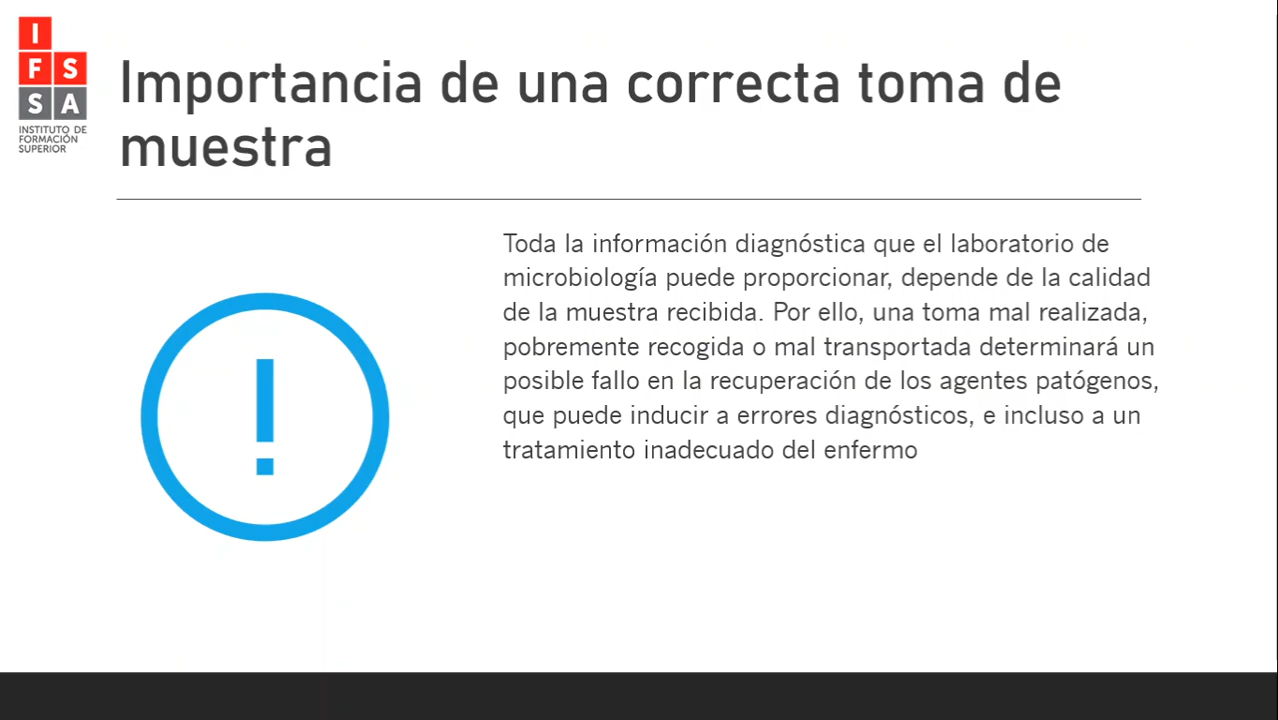 I
F S
S A
INSTITUTO DE
FORMACIÓN
SUPERIOR
Importancia de una correcta toma de
muestra
Toda la información diagnóstica que el laboratorio de
microbiología puede proporcionar, depende de la calidad
de la muestra recibida. Por ello, una toma mal realizada,
pobremente recogida o mal transportada determinará un
posible fallo en la recuperación de los agentes patógenos,
que puede inducir a errores diagnósticos, e incluso a un
tratamiento inadecuado del enfermo
!